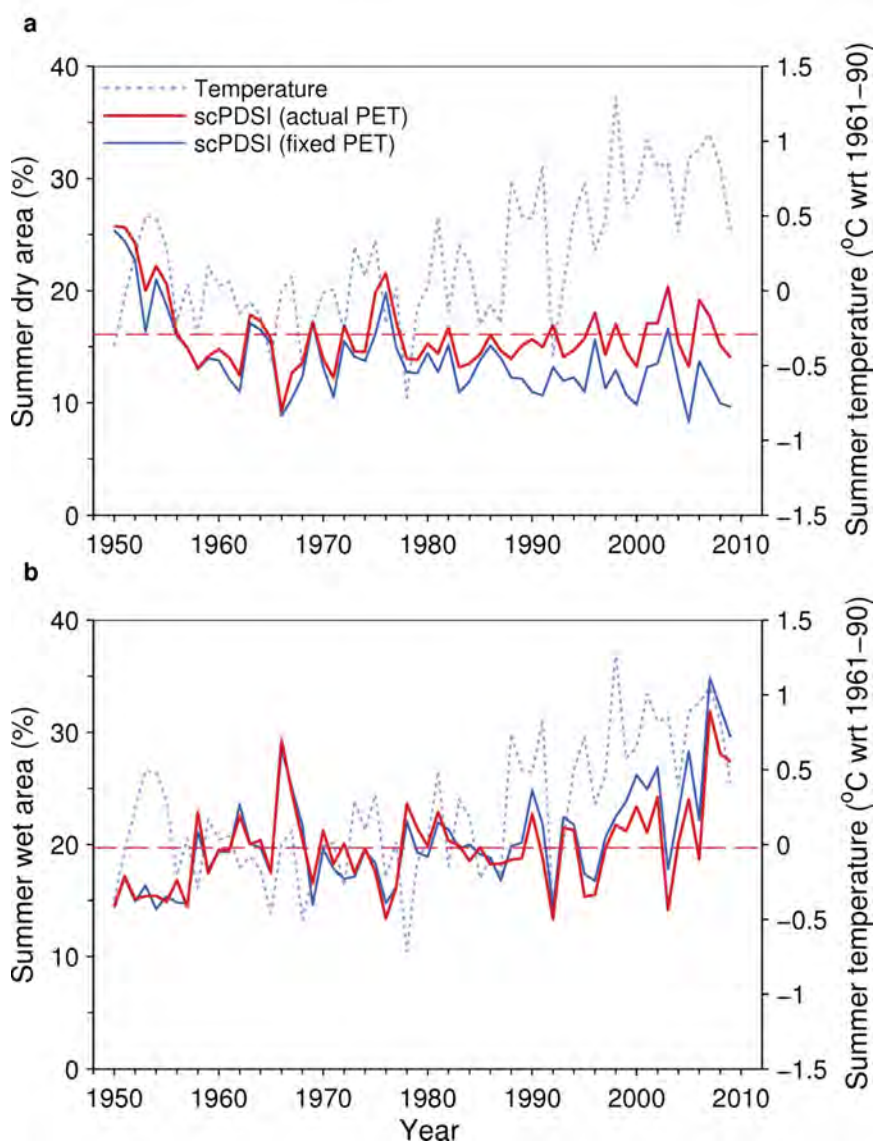 a
40
30
20
10
0
Summer dry area (%)
Temperature
scPDSI (actual PET)
scPDSI (fixed PET)
1.5
1
0.5
0
−0.5
−1
−1.5
Summer temperature (°C wrt 1961−90)
1950 1960 1970 1980 1990 2000 2010
b
40
30
20
10
0
Summer wet area (%)
1.5
1
0.5
0
−0.5
−1
−1.5
Summer temperature (°C wrt 1961−90)
1950 1960 1970 1980 1990 2000 2010
Year